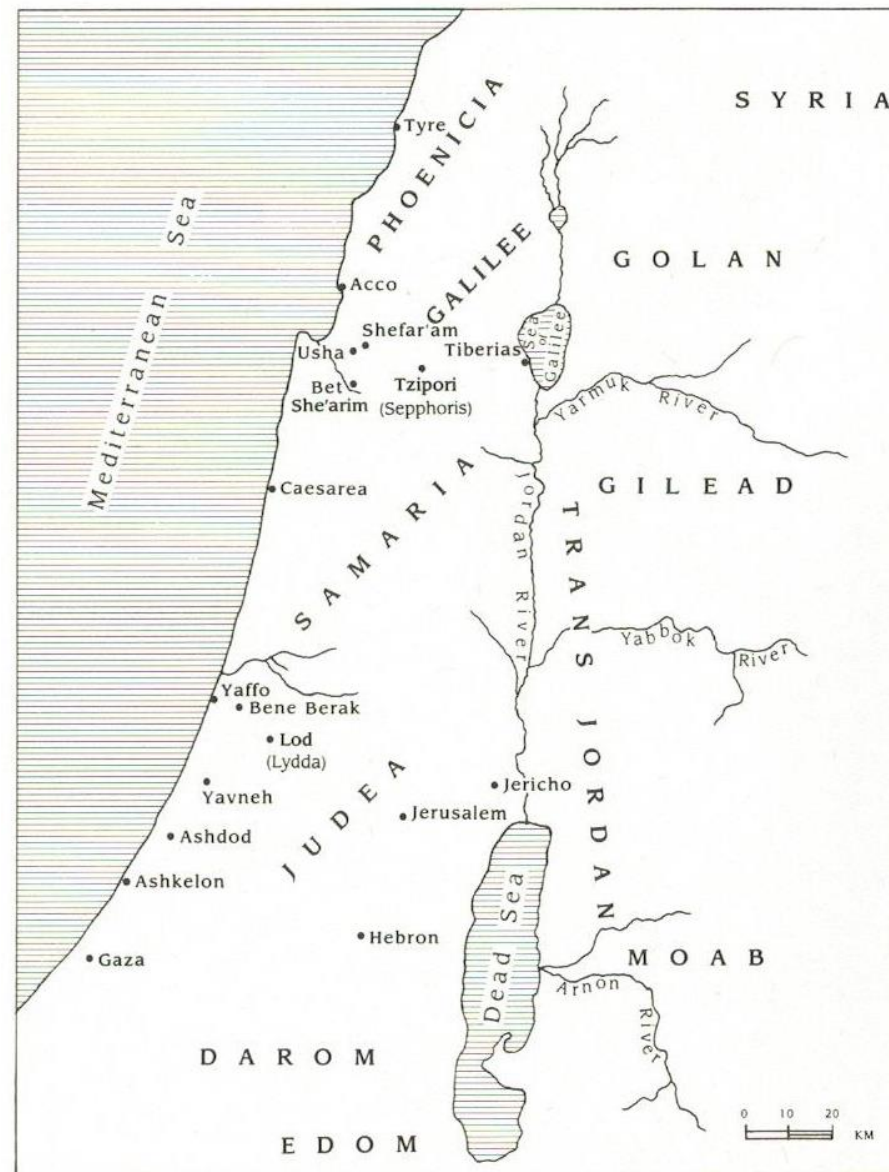 SYRIA
Tyre
PHOENICIA
Mediterranean Sea
GOLAN
GALILEE
Acco
Shefar'am
Usha
Tiberias
Sea of Galilee
Bet She'arim
Tzipori
(Sepphoris)
Yarmuk River
Caesarea
SAMARIA
GILEAD
Jordan River
TRANS JORDAN
Yabbok River
Yaffo
Bene Berak
Lod
(Lydda)
Yavneh
Jericho
Jerusalem
JUDEA
Ashdod
Ashkelon
Dead Sea
Hebron
Gaza
MOAB
Arnon River
DAROM
EDOM
0 10 20
KM